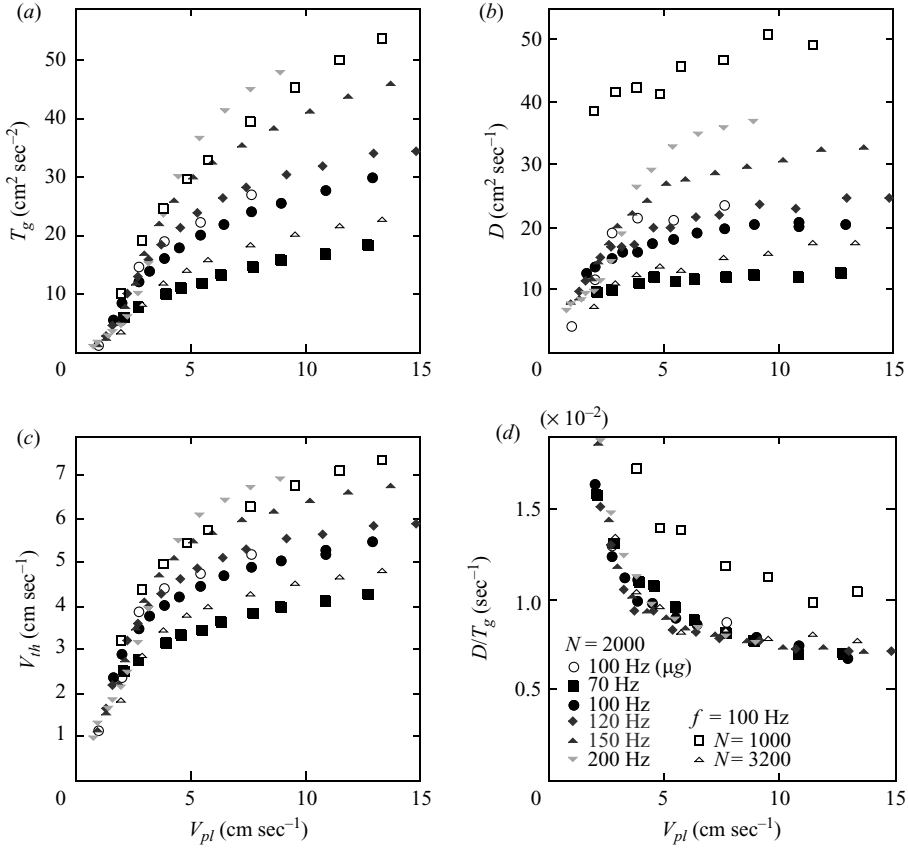 (a)
(b)
50
40
30
20
10
0
5
10
15
T_g (cm² sec⁻²)
50
40
30
20
10
0
5
10
15
D (cm² sec⁻¹)
(c)
(d)
(× 10⁻²)
7
6
5
4
3
2
1
0
5
10
15
V_th (cm sec⁻¹)
V_pl (cm sec⁻¹)
1.5
1.0
0.5
0
5
10
15
D/T_g (sec⁻¹)
V_pl (cm sec⁻¹)
N = 2000
100 Hz (μg)
70 Hz
100 Hz
120 Hz
150 Hz
200 Hz
f = 100 Hz
N = 1000
N = 3200